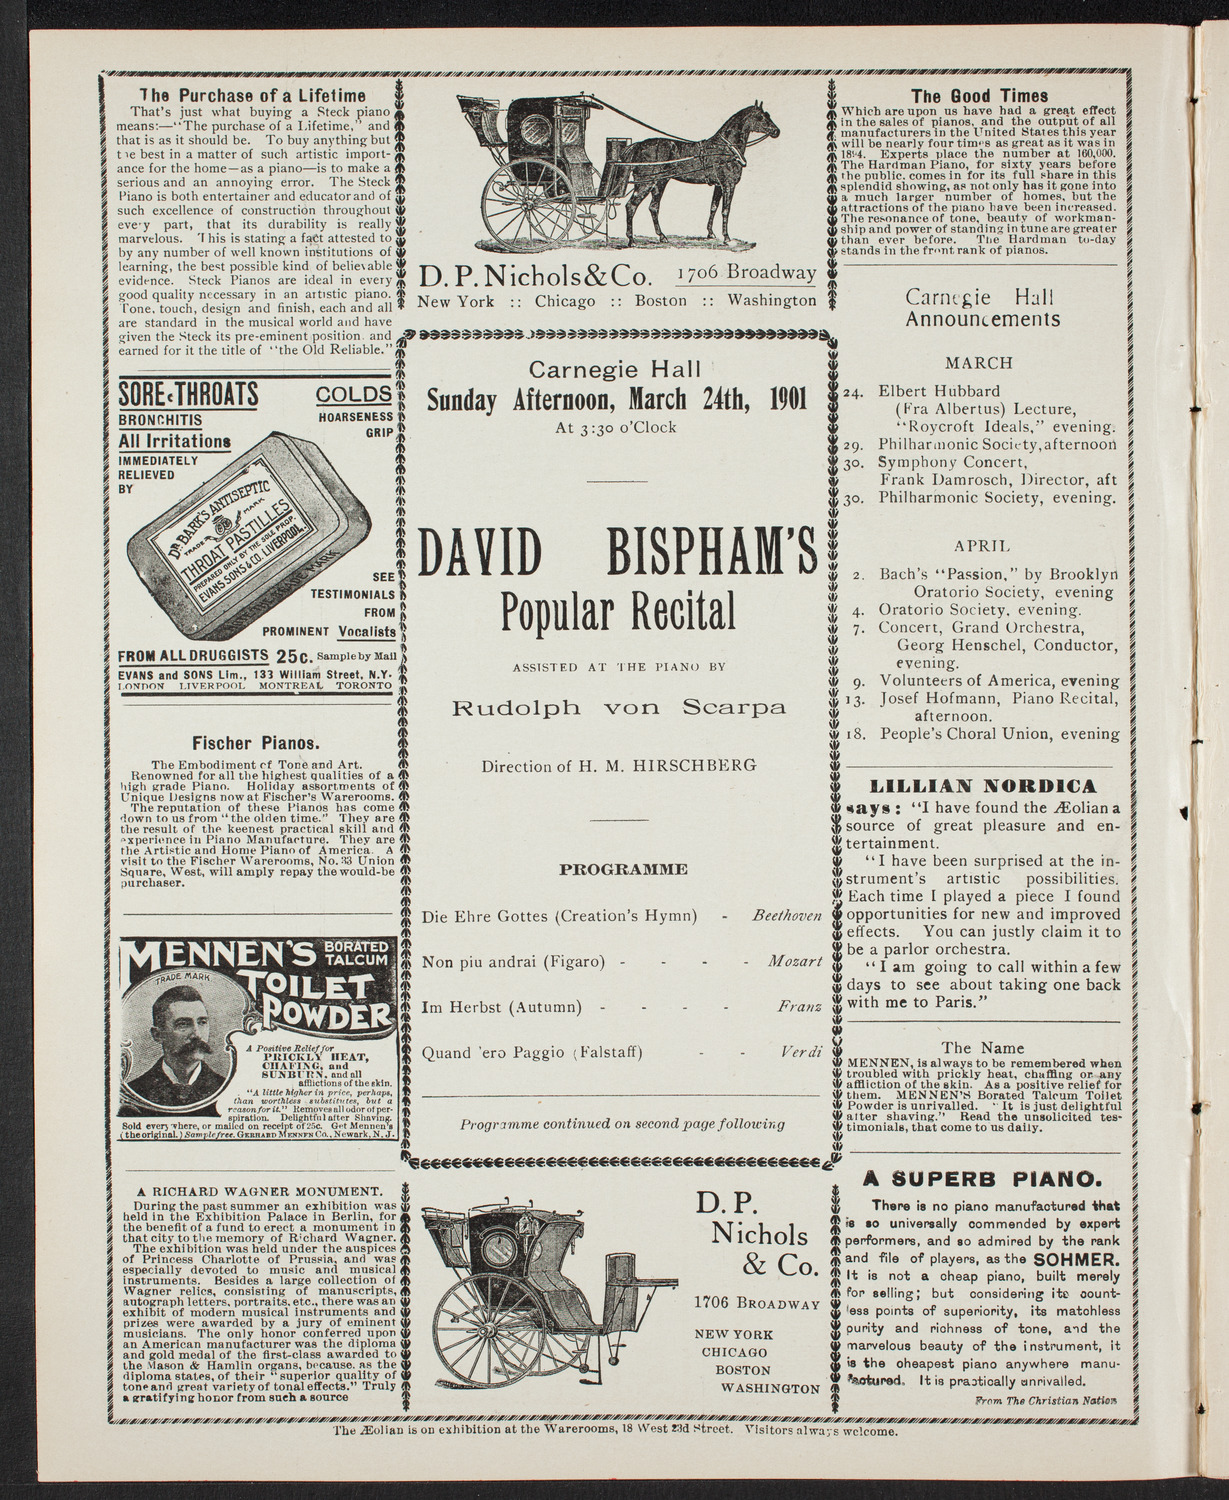 The Purchase of a Lifetime
That's just what buying a Steck piano
means:—"The purchase of a Lifetime," and
that is as it should be. To buy anything but
the best in a matter of such artistic import-
ance for the home—as a piano—is to make a
serious and an annoying error. The Steck
Piano is both entertainer and educator and of
such excellence of construction throughout
every part, that its durability is really
marvelous. This is stating a fact attested to
by any number of well known institutions of
learning, the best possible kind of believable
evidence. Steck Pianos are ideal in every
good quality necessary in an artistic piano.
Tone, touch, design and finish, each and all
are standard in the musical world and have
given the Steck its pre-eminent position and
earned for it the title of "the Old Reliable."
SORE THROATS
COLDS
BRONCHITIS
HOARSENESS
All Irritations
GRIP
IMMEDIATELY
RELIEVED
BY
DR BARK'S ANTISEPTIC
TRADE MARK
THROAT PASTILLES
PREPARED ONLY BY THE SOLE PROP.
EVANS SONS & CO. LIVERPOOL.
TRADE MARK
SEE
TESTIMONIALS
FROM
PROMINENT Vocalists
FROM ALL DRUGGISTS 25c. Sample by Mail
EVANS and SONS Lim., 133 William Street, N.Y.
LONDON LIVERPOOL MONTREAL TORONTO
Fischer Pianos.
The Embodiment of Tone and Art.
Renowned for all the highest qualities of a
high grade Piano. Holiday assortments of
Unique Designs now at Fischer's Warerooms.
The reputation of these Pianos has come
down to us from "the olden time." They are
the result of the keenest practical skill and
experience in Piano Manufacture. They are
the Artistic and Home Piano of America. A
visit to the Fischer Warerooms, No. 33 Union
Square, West, will amply repay the would-be
purchaser.
MENNEN'S BORATED
TALCUM
TOILET
POWDER
TRADE MARK
A Positive Relief for
PRICKLY HEAT,
CHAFING, and
SUNBURN, and all
afflictions of the skin.
"A little higher in price, perhaps,
than worthless substitutes, but a
reason for it." Removes all odor of per-
spiration. Delightful after Shaving.
Sold everywhere, or mailed on receipt of 25c. Get Mennen's
(the original.) Sample free. GERHARD MENNEN CO., Newark, N. J.
A RICHARD WAGNER MONUMENT.
During the past summer an exhibition was
held in the Exhibition Palace in Berlin, for
the benefit of a fund to erect a monument in
that city to the memory of Richard Wagner.
The exhibition was held under the auspices
of Princess Charlotte of Prussia, and was
especially devoted to music and musical
instruments. Besides a large collection of
Wagner relics, consisting of manuscripts,
autograph letters, portraits, etc., there was an
exhibit of modern musical instruments and
prizes were awarded by a jury of eminent
musicians. The only honor conferred upon
an American manufacturer was the diploma
and gold medal of the first-class awarded to
the Mason & Hamlin organs, because, as the
diploma states, of their "superior quality of
tone and great variety of tonal effects." Truly
a gratifying honor from such a source
D. P. Nichols & Co. 1706 Broadway
New York :: Chicago :: Boston :: Washington
Carnegie Hall
Sunday Afternoon, March 24th, 1901
At 3:30 o'Clock
DAVID BISPHAM'S
Popular Recital
ASSISTED AT THE PIANO BY
Rudolph von Scarpa
Direction of H. M. HIRSCHBERG
PROGRAMME
Die Ehre Gottes (Creation's Hymn) - Beethoven
Non piu andrai (Figaro) - - - - Mozart
Im Herbst (Autumn) - - - - Franz
Quand 'ero Paggio (Falstaff) - - Verdi
Programme continued on second page following
D. P.
Nichols
& Co.
1706 BROADWAY
NEW YORK
CHICAGO
BOSTON
WASHINGTON
The Good Times
Which are upon us have had a great effect
in the sales of pianos, and the output of all
manufacturers in the United States this year
will be nearly four times as great as it was in
1894. Experts place the number at 160,000.
The Hardman Piano, for sixty years before
the public, comes in for its full share in this
splendid showing, as not only has it gone into
a much larger number of homes, but the
attractions of the piano have been increased.
The resonance of tone, beauty of workman-
ship and power of standing in tune are greater
than ever before. The Hardman to-day
stands in the front rank of pianos.
Carnegie Hall
Announcements
MARCH
24. Elbert Hubbard
(Fra Albertus) Lecture,
"Roycroft Ideals," evening.
29. Philharmonic Society, afternoon
30. Symphony Concert,
Frank Damrosch, Director, aft
30. Philharmonic Society, evening.
APRIL
2. Bach's "Passion," by Brooklyn
Oratorio Society, evening
4. Oratorio Society, evening.
7. Concert, Grand Orchestra,
Georg Henschel, Conductor,
evening.
9. Volunteers of America, evening
13. Josef Hofmann, Piano Recital,
afternoon.
18. People's Choral Union, evening
LILLIAN NORDICA
says: "I have found the Æolian a
source of great pleasure and en-
tertainment.
"I have been surprised at the in-
strument's artistic possibilities.
Each time I played a piece I found
opportunities for new and improved
effects. You can justly claim it to
be a parlor orchestra.
"I am going to call within a few
days to see about taking one back
with me to Paris."
The Name
MENNEN, is always to be remembered when
troubled with prickly heat, chaffing or any
affliction of the skin. As a positive relief for
them. MENNEN'S Borated Talcum Toilet
Powder is unrivalled. "It is just delightful
after shaving." Read the unsolicited tes-
timonials, that come to us daily.
A SUPERB PIANO.
There is no piano manufactured that
is so universally commended by expert
performers, and so admired by the rank
and file of players, as the SOHMER.
It is not a cheap piano, built merely
for selling; but considering its count-
less points of superiority, its matchless
purity and richness of tone, and the
marvelous beauty of the instrument, it
is the cheapest piano anywhere manu-
factured. It is practically unrivalled.
From The Christian Nation
The Æolian is on exhibition at the Warerooms, 18 West 23d Street. Visitors always welcome.